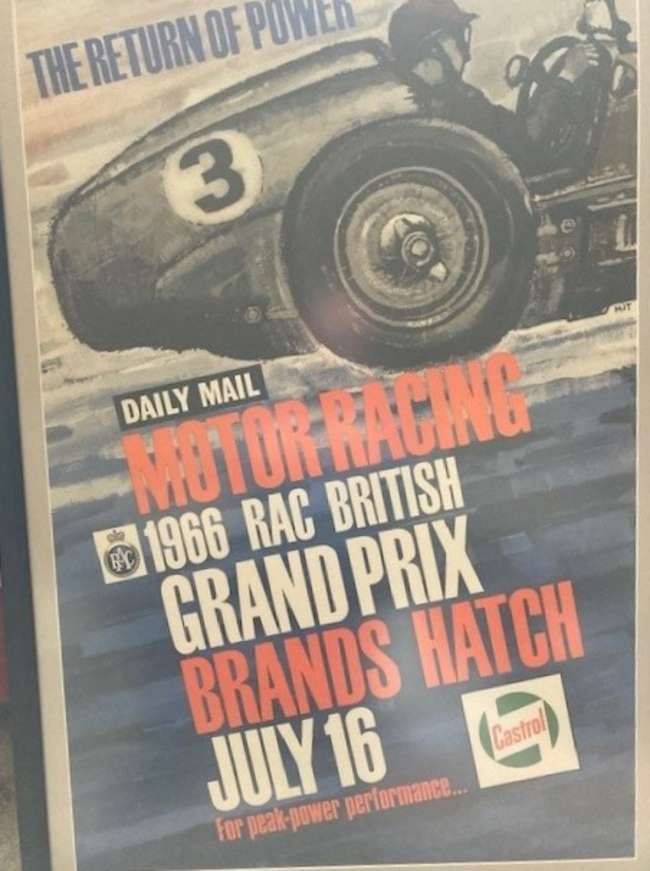 THE RETURN OF POWER
3
DAILY MAIL
MOTOR RACING
RAC
1966 RAC BRITISH
GRAND PRIX
BRANDS HATCH
JULY 16
Castrol
For peak-power performance...